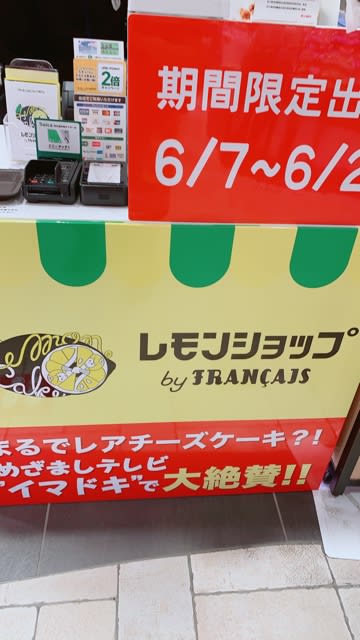 期間限定出
6/7~6/2
2倍
レモンショップ
by FRANÇAIS
まるでレアチーズケーキ?!
めざましテレビ
"イマドキ"で大絶賛!!